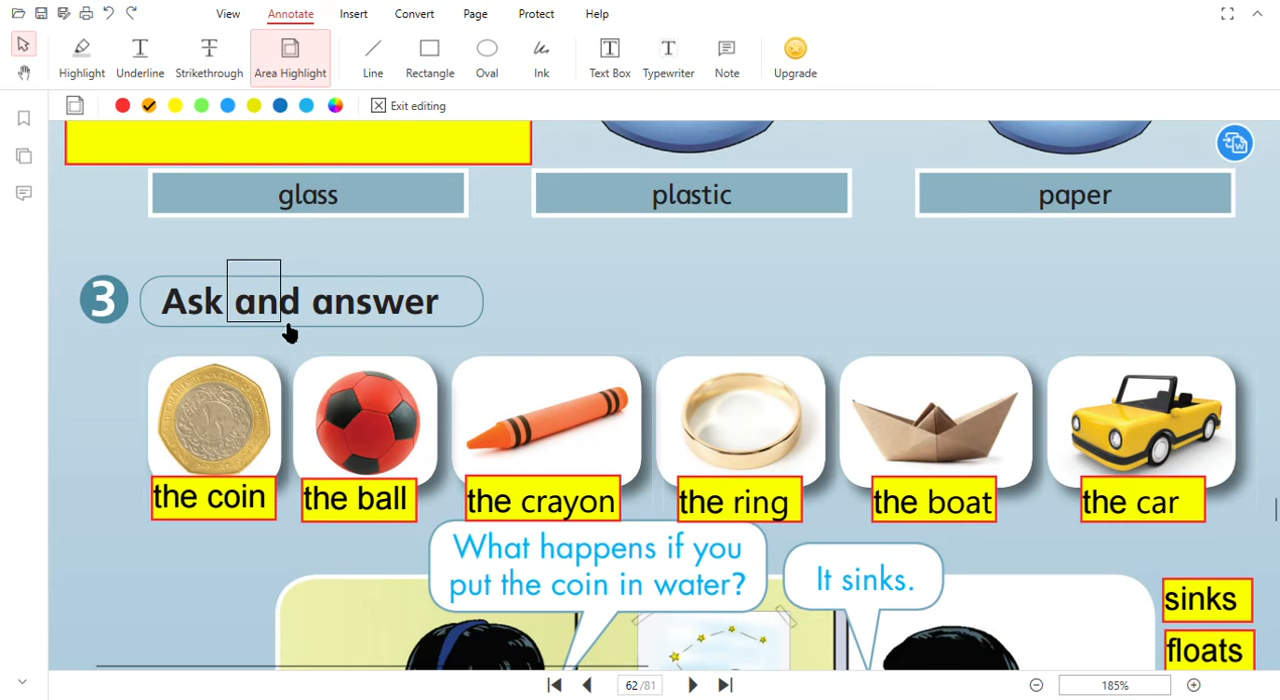 View Annotate Insert Convert Page Protect Help
Highlight Underline Strikethrough Area Highlight Line Rectangle Oval Ink Text Box Typewriter Note Upgrade
Exit editing
glass plastic paper
3 Ask and answer
the coin the ball the crayon the ring the boat the car
What happens if you
put the coin in water?
It sinks.
sinks
floats
62 /81 185%